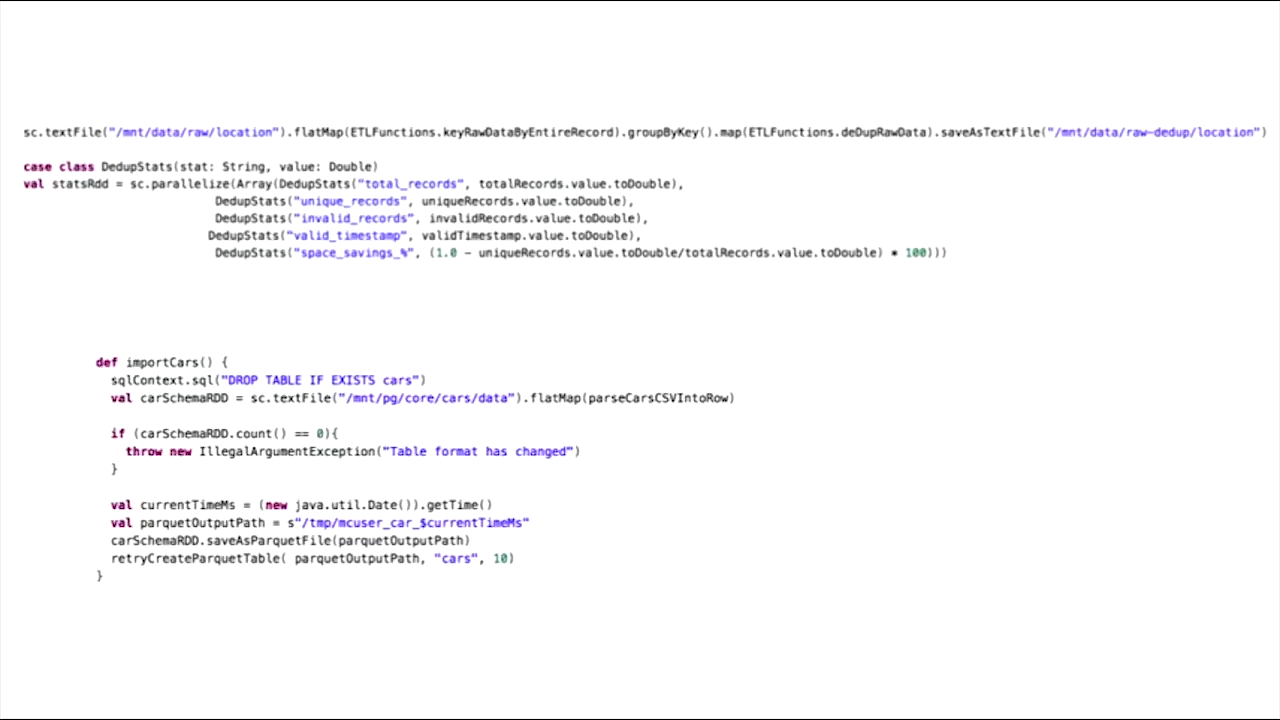 sc.textFile("/mnt/data/raw/location").flatMap(ETLFunctions.keyRawDataByEntireRecord).groupByKey().map(ETLFunctions.deDupRawData).saveAsTextFile("/mnt/data/raw-dedup/location")
case class DedupStats(stat: String, value: Double)
val statsRdd = sc.parallelize(Array(DedupStats("total_records", totalRecords.value.toDouble),
DedupStats("unique_records", uniqueRecords.value.toDouble),
DedupStats("invalid_records", invalidRecords.value.toDouble),
DedupStats("valid_timestamp", validTimestamp.value.toDouble),
DedupStats("space_savings_%", (1.0 - uniqueRecords.value.toDouble/totalRecords.value.toDouble) * 100)))
def importCars() {
sqlContext.sql("DROP TABLE IF EXISTS cars")
val carSchemaRDD = sc.textFile("/mnt/pg/core/cars/data").flatMap(parseCarsCSVIntoRow)
if (carSchemaRDD.count() == 0){
throw new IllegalArgumentException("Table format has changed")
}
val currentTimeMs = (new java.util.Date()).getTime()
val parquetOutputPath = s"/tmp/mcuser_car_$currentTimeMs"
carSchemaRDD.saveAsParquetFile(parquetOutputPath)
retryCreateParquetTable( parquetOutputPath, "cars", 10)
}